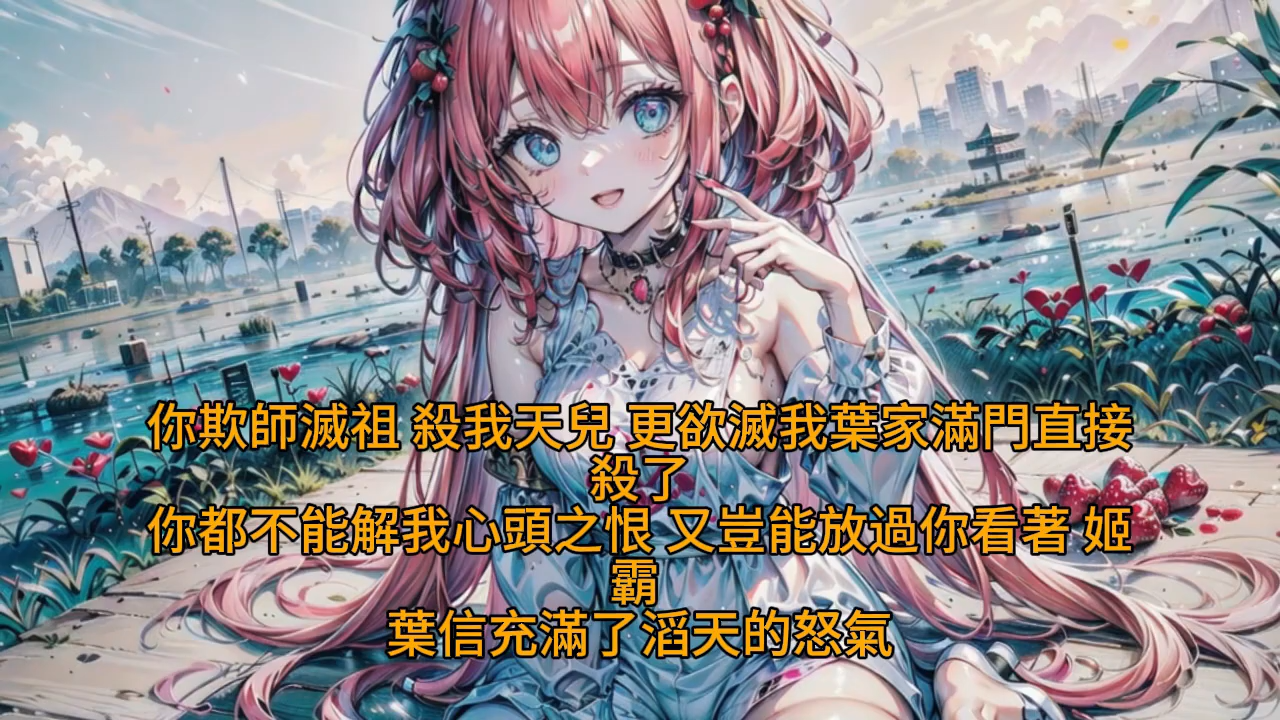 你欺師滅祖 殺我天兒 更欲滅我葉家滿門直接
殺了
你都不能解我心頭之恨 又豈能放過你看著 姬
霸
葉信充滿了滔天的怒氣